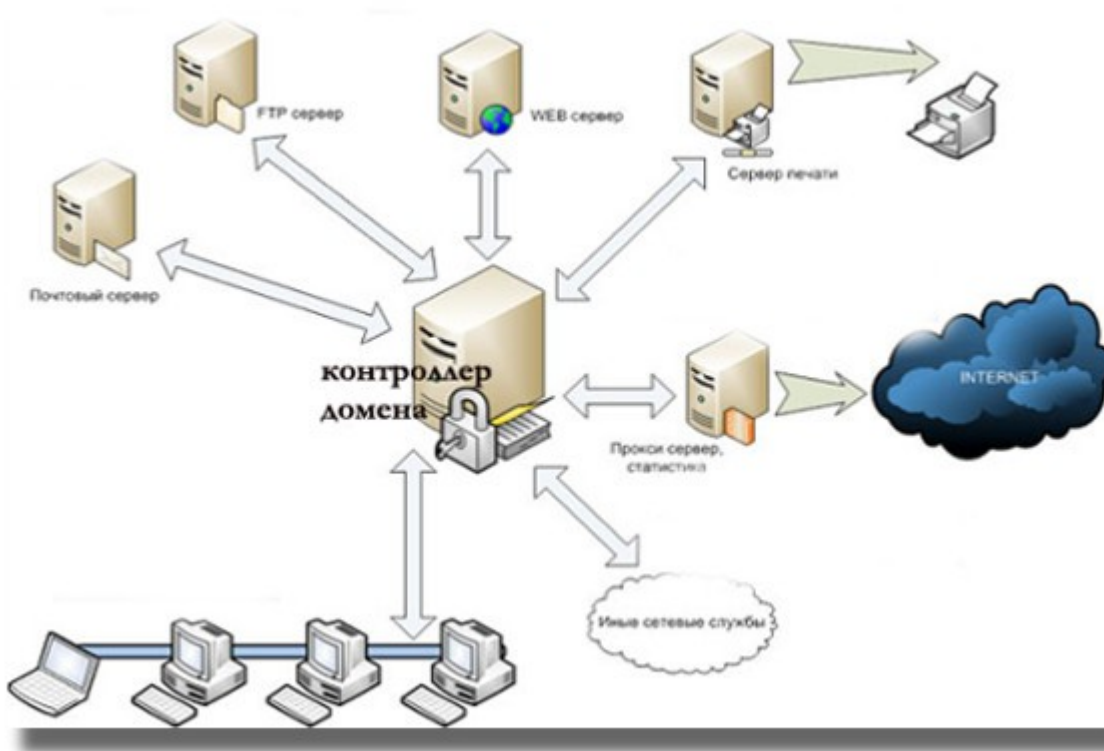 FTP сервер
WEB сервер
Сервер печати
Почтовый сервер
контроллер
домена
INTERNET
Прокси сервер,
статистика
Иные сетевые службы